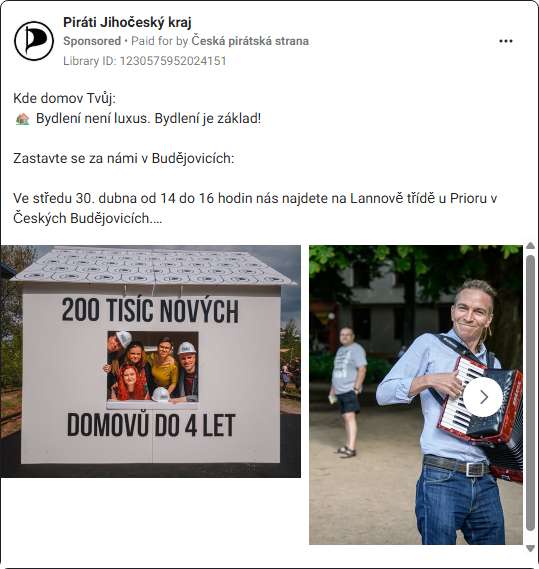 Piráti Jihočeský kraj
Sponsored • Paid for by Česká pirátská strana
Library ID: 1230575952024151
Kde domov Tvůj:
🏠 Bydlení není luxus. Bydlení je základ!
Zastavte se za námi v Budějovicích:
Ve středu 30. dubna od 14 do 16 hodin nás najdete na Lannově třídě u Prioru v
Českých Budějovicích....
200 TISÍC NOVÝCH
DOMOVŮ DO 4 LET